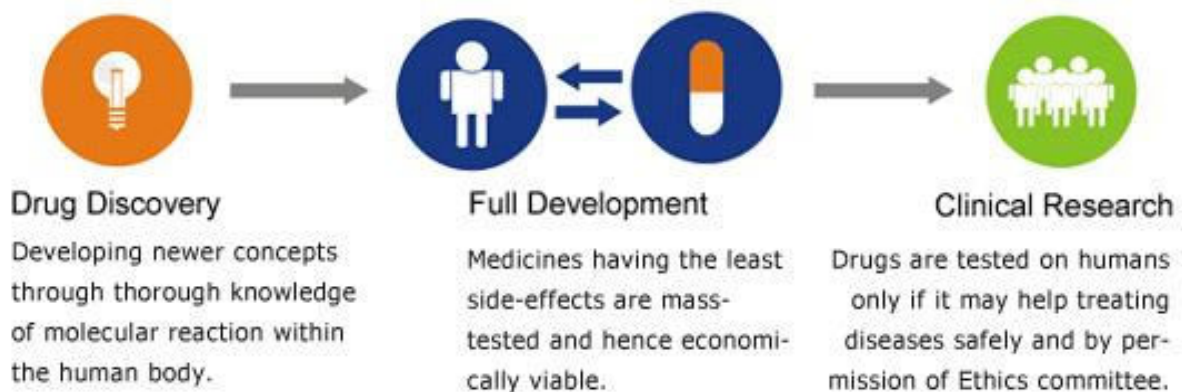 Drug Discovery
Developing newer concepts
through thorough knowledge
of molecular reaction within
the human body.
Full Development
Medicines having the least
side-effects are mass-
tested and hence economi-
cally viable.
Clinical Research
Drugs are tested on humans
only if it may help treating
diseases safely and by per-
mission of Ethics committee.